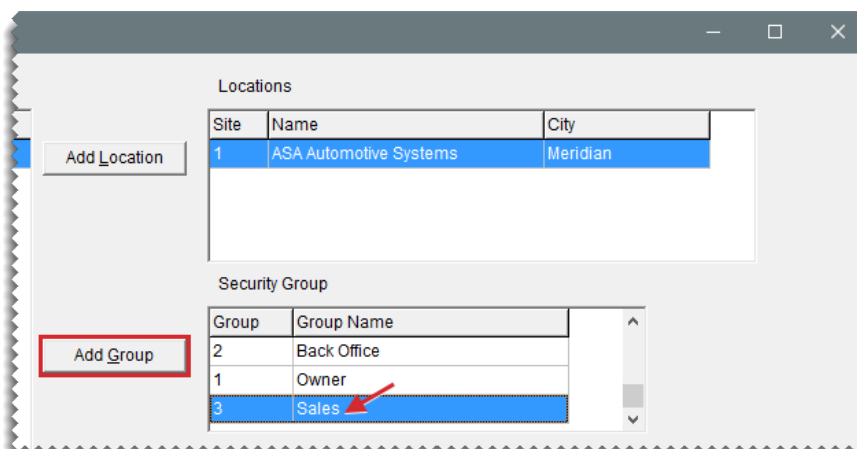 Locations
Site Name City
Add Location
1 ASA Automotive Systems Meridian
Security Group
Group Group Name
Add Group
2 Back Office
1 Owner
3 Sales